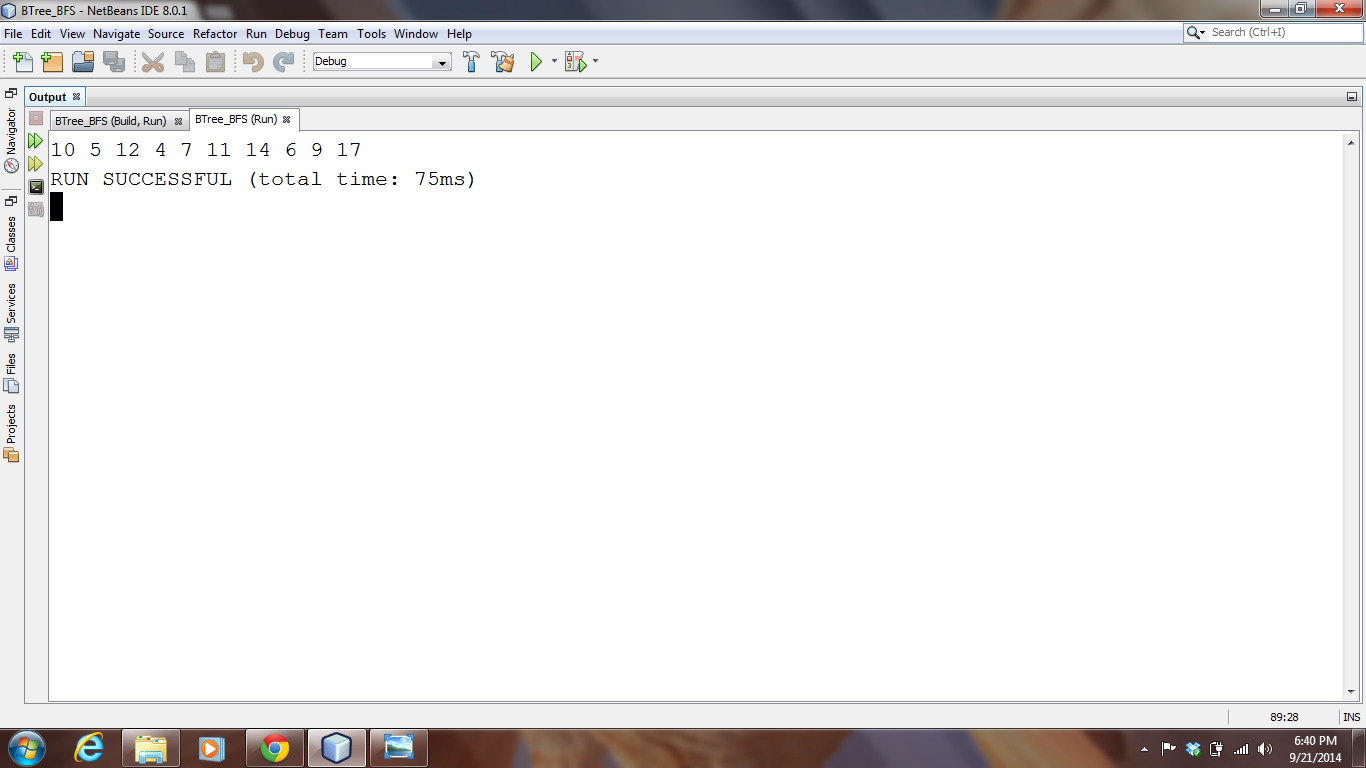 BTree_BFS - NetBeans IDE 8.0.1
File Edit View Navigate Source Refactor Run Debug Team Tools Window Help
Search (Ctrl+I)
Debug
Output
BTree_BFS (Build, Run) BTree_BFS (Run)
10 5 12 4 7 11 14 6 9 17
RUN SUCCESSFUL (total time: 75ms)
Navigator
Classes
Services
Files
Projects
89:28 INS
6:40 PM
9/21/2014